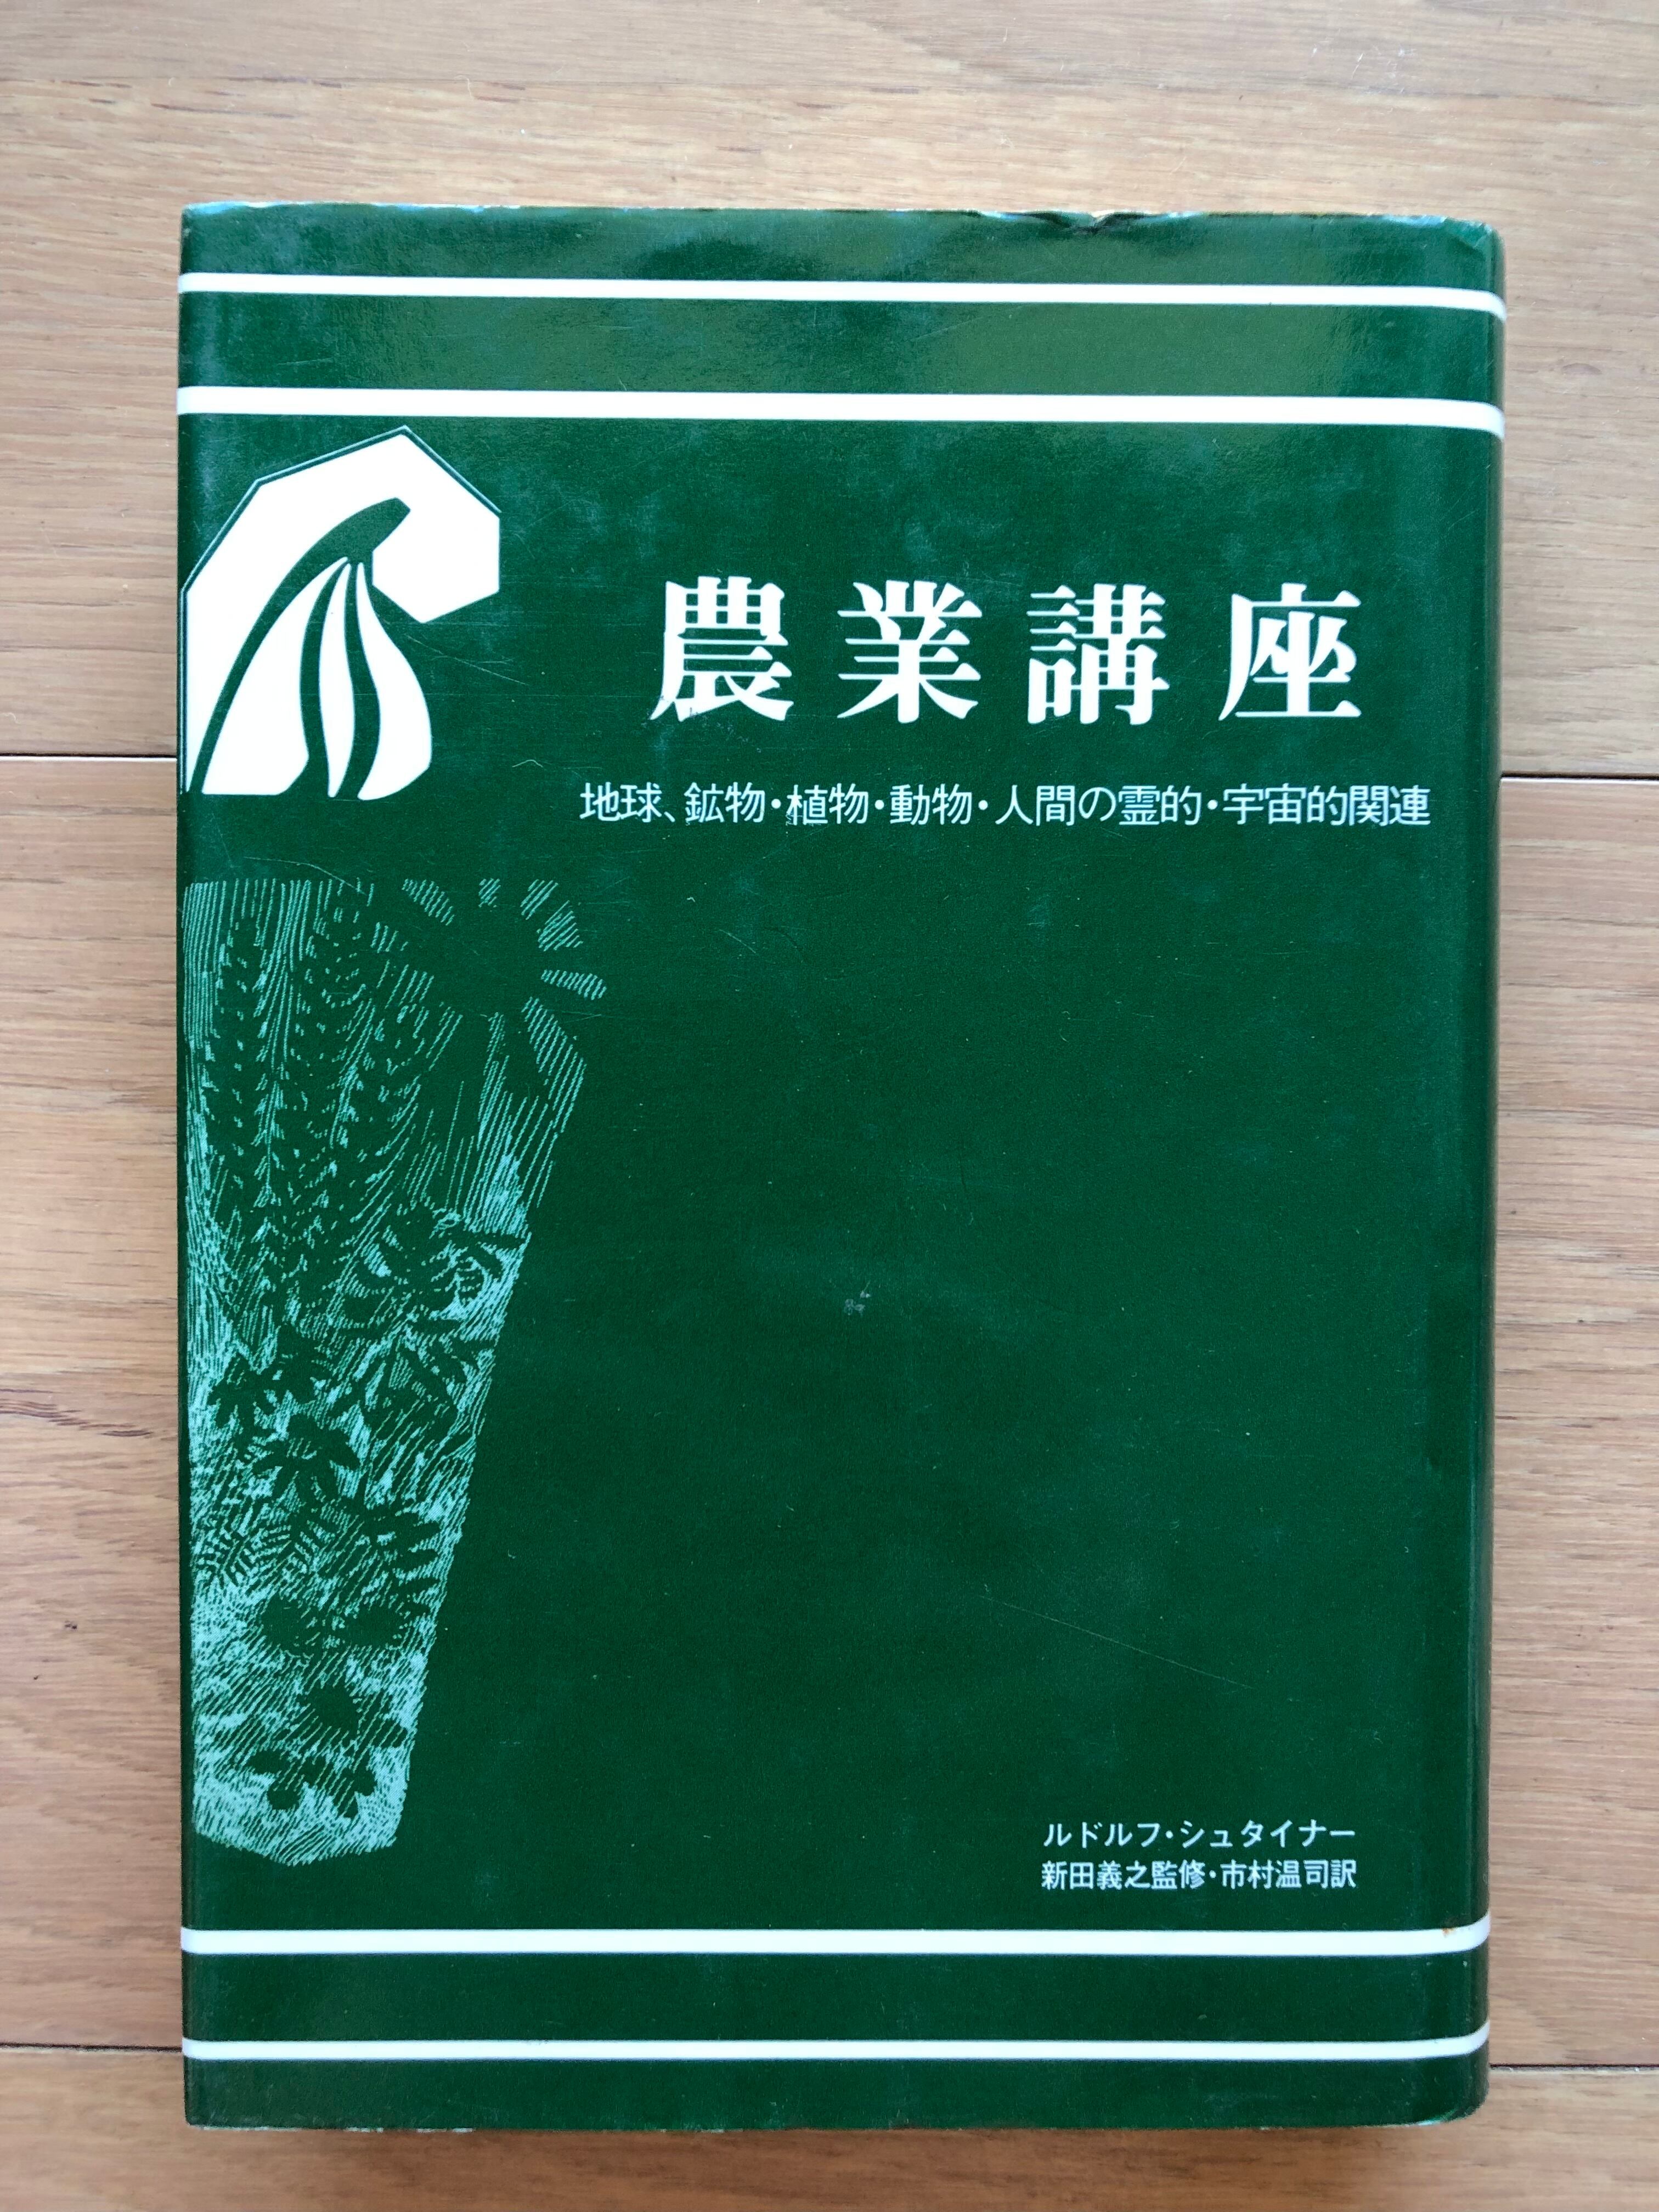 農業講座
地球、鉱物・植物・動物・人間の霊的・宇宙的関連
ルドルフ・シュタイナー
新田義之監修・市村温司訳